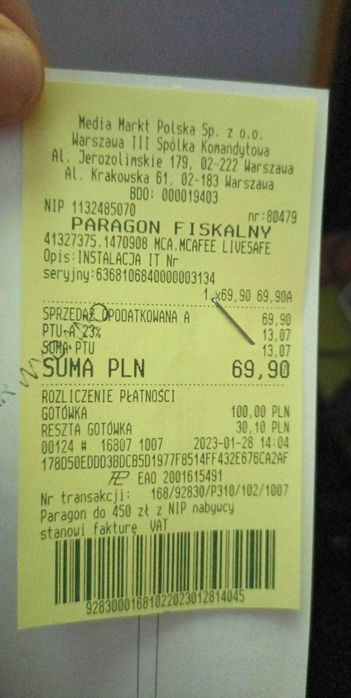 Media Markt Polska Sp. z o.o.
Warszawa III Spólka Komandytowa
Al. Jerozolimskie 179, 02-222 Warszawa
Al. Krakowska 61, 02-183 Warszawa
BDO: 000019403
NIP 1132485070 nr:80479
PARAGON FISKALNY
41327375.1470908 MCA.MCAFEE LIVESAFE
Opis:INSTALACJA IT Nr
seryjny:6368106840000003134
1 x69,90 69,90A
SPRZEDAŻ OPODATKOWANA A 69,90
PTU A 23% 13,07
SUMA PTU 13,07
SUMA PLN 69,90
ROZLICZENIE PŁATNOŚCI
GOTÓWKA 100,00 PLN
RESZTA GOTÓWKA 30,10 PLN
00124 # 16807 1007 2023-01-28 14:04
178D50EDDD3BDCB5D1977F8514FF432E676CA2AF
EAO 2001615491
Nr transakcji: 168/92830/P310/102/1007
Paragon do 450 zł z NIP nabywcy
stanowi fakturę VAT
9283000168102202301281​4045